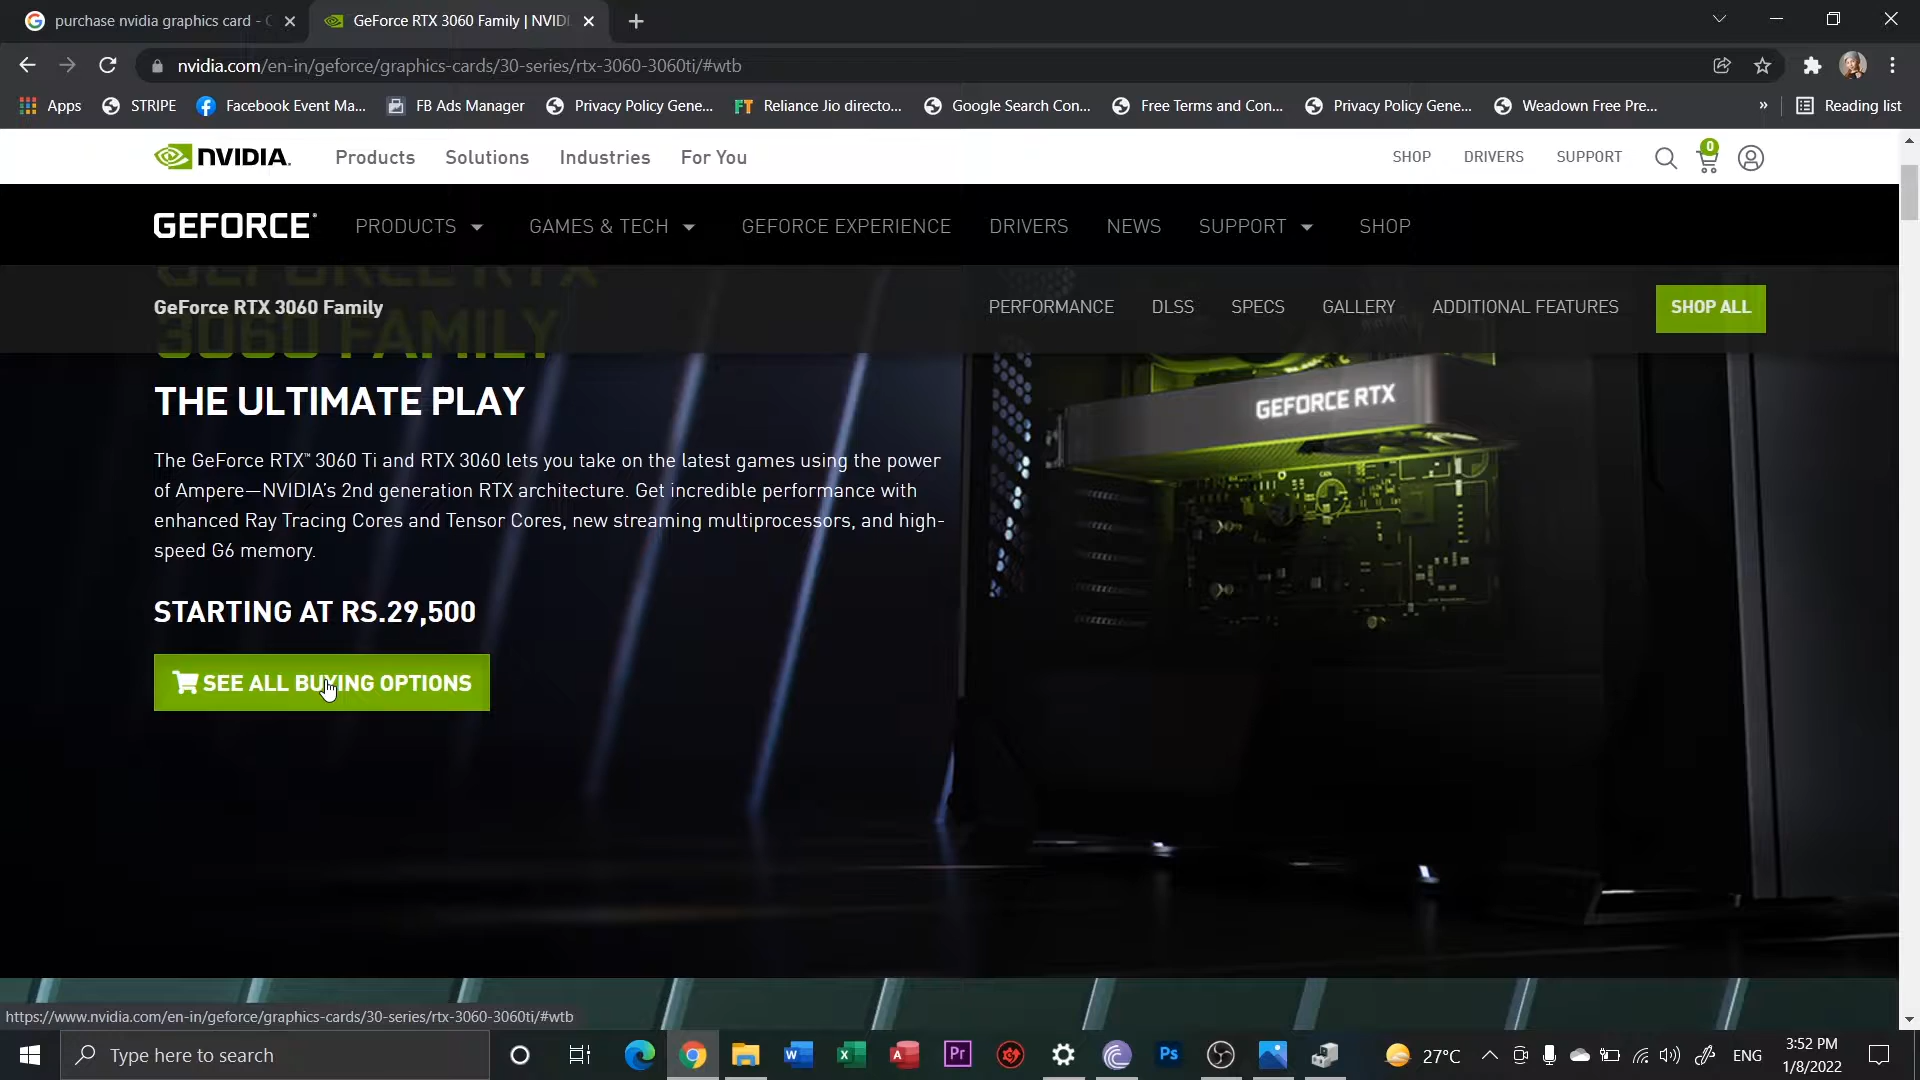 purchase nvidia graphics card -
GeForce RTX 3060 Family | NVID
nvidia.com/en-in/geforce/graphics-cards/30-series/rtx-3060-3060ti/#wtb
Apps
STRIPE
Facebook Event Ma...
FB Ads Manager
Privacy Policy Gene...
FT
Reliance Jio directo...
Google Search Con...
Free Terms and Con...
Privacy Policy Gene...
Weadown Free Pre...
»
Reading list
NVIDIA.
Products
Solutions
Industries
For You
SHOP
DRIVERS
SUPPORT
0
GEFORCE®
PRODUCTS
GAMES & TECH
GEFORCE EXPERIENCE
DRIVERS
NEWS
SUPPORT
SHOP
GEFORCE RTX
3060 FAMILY
GeForce RTX 3060 Family
PERFORMANCE
DLSS
SPECS
GALLERY
ADDITIONAL FEATURES
SHOP ALL
THE ULTIMATE PLAY
The GeForce RTX™ 3060 Ti and RTX 3060 lets you take on the latest games using the power
of Ampere—NVIDIA's 2nd generation RTX architecture. Get incredible performance with
enhanced Ray Tracing Cores and Tensor Cores, new streaming multiprocessors, and high-
speed G6 memory.
STARTING AT RS.29,500
SEE ALL BUYING OPTIONS
GEFORCE RTX
https://www.nvidia.com/en-in/geforce/graphics-cards/30-series/rtx-3060-3060ti/#wtb
Type here to search
Pr
Ps
27°C
ENG
3:52 PM
1/8/2022